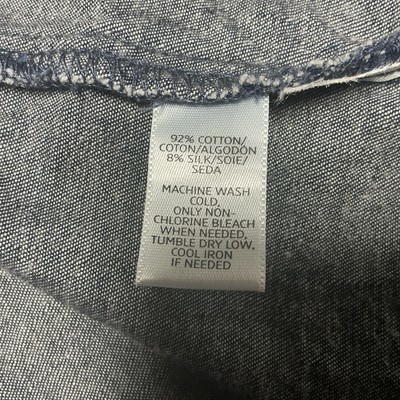 92% COTTON/
COTON/ALGODÓN
8% SILK/SOIE/
SEDA
MACHINE WASH
COLD,
ONLY NON-
CHLORINE BLEACH
WHEN NEEDED,
TUMBLE DRY LOW,
COOL IRON
IF NEEDED